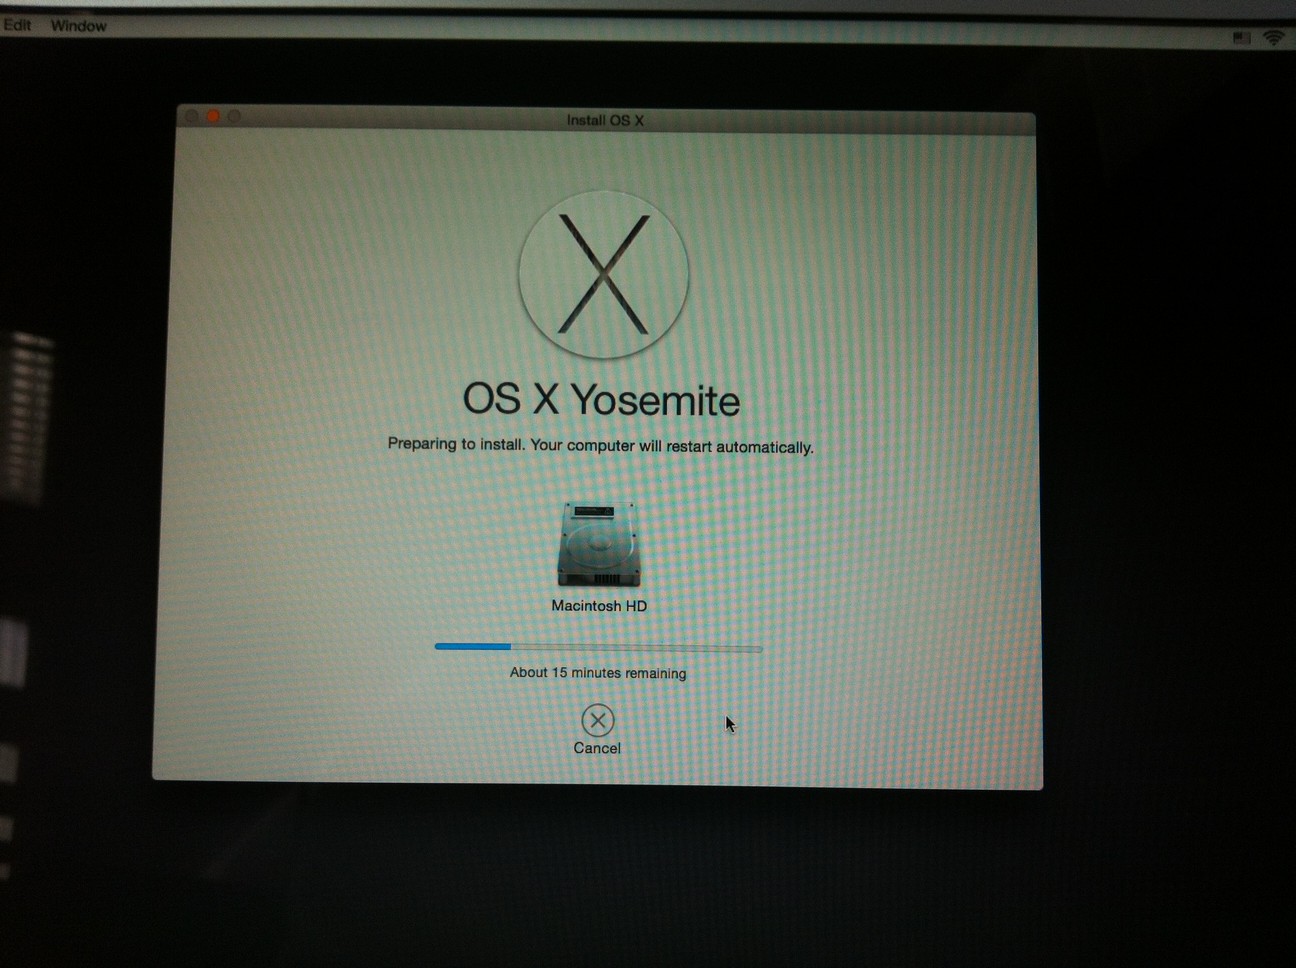 Edit Window
Install OS X
X
OS X Yosemite
Preparing to install. Your computer will restart automatically.
Macintosh HD
About 15 minutes remaining
Cancel